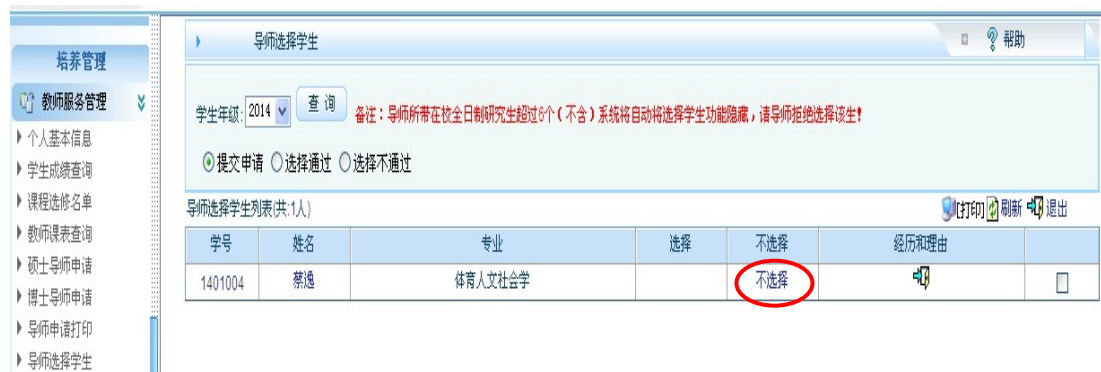 培养管理
教师服务管理
个人基本信息
学生成绩查询
课程选修名单
教师课表查询
硕士导师申请
博士导师申请
导师申请打印
导师选择学生
导师选择学生
帮助
学生年级: 2014 查 询 备注：导师所带在校全日制研究生超过6个（不含）系统将自动将选择学生功能隐藏，请导师拒绝选择该生！
提交申请 选择通过 选择不通过
导师选择学生列表(共:1人) [打印] 刷新 退出
学号 姓名 专业 选择 不选择 经历和理由
1401004 蔡逸 体育人文社会学 不选择